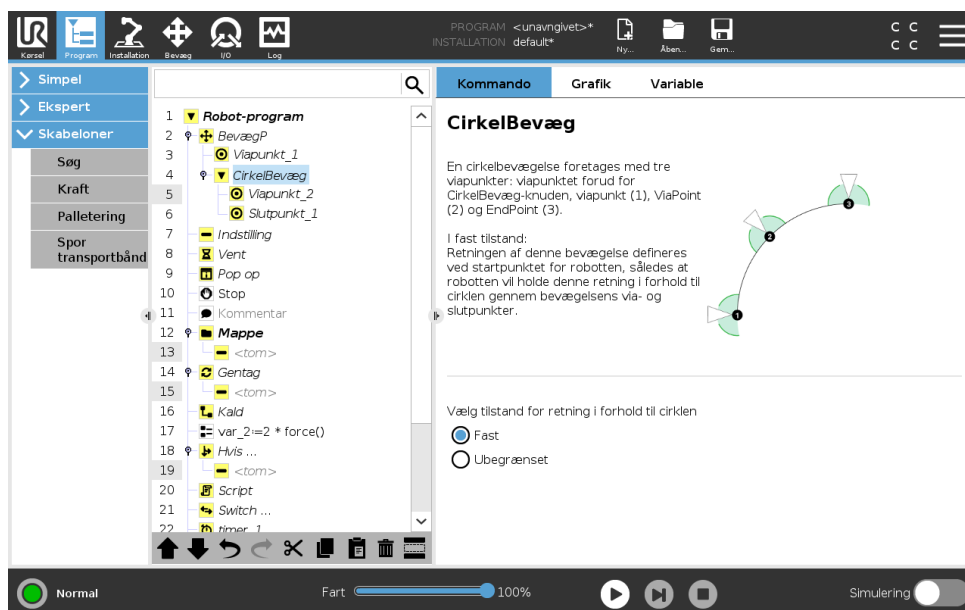 UR
Kørsel
Program
Installation
Bevæg
I/O
Log
PROGRAM <unavngivet>*
INSTALLATION default*
Ny...
Åben...
Gem...
C C
C C
Simpel
Ekspert
Skabeloner
Søg
Kraft
Palletering
Spor
transportbånd
1 Robot-program
2 BevægP
3 Viapunkt_1
4 CirkelBevæg
5 Viapunkt_2
6 Slutpunkt_1
7 Indstilling
8 Vent
9 Pop op
10 Stop
11 Kommentar
12 Mappe
13 <tom>
14 Gentag
15 <tom>
16 Kald
17 var_2:=2 * force()
18 Hvis ...
19 <tom>
20 Script
21 Switch ...
22 timer_1
Kommando
Grafik
Variable
CirkelBevæg
En cirkelbevægelse foretages med tre
viapunkter: viapunktet forud for
CirkelBevæg-knuden, viapunkt (1), ViaPoint
(2) og EndPoint (3).
I fast tilstand:
Retningen af denne bevægelse defineres
ved startpunktet for robotten, således at
robotten vil holde denne retning i forhold til
cirklen gennem bevægelsens via- og
slutpunkter.
3
2
1
Vælg tilstand for retning i forhold til cirklen
Fast
Ubegrænset
Normal
Fart
100%
Simulering